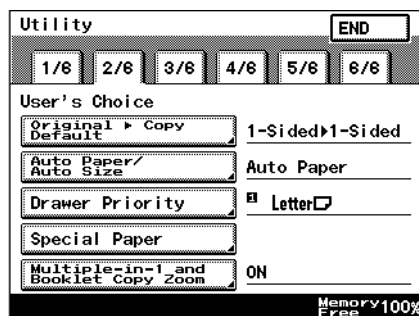 Utility END
1/6 2/6 3/6 4/6 5/6 6/6
User's Choice
Original ▶ Copy
Default
1-Sided▶1-Sided
Auto Paper/
Auto Size
Auto Paper
Drawer Priority
1 Letter
Special Paper
Multiple-in-1 and
Booklet Copy Zoom
ON
Memory
Free 100%